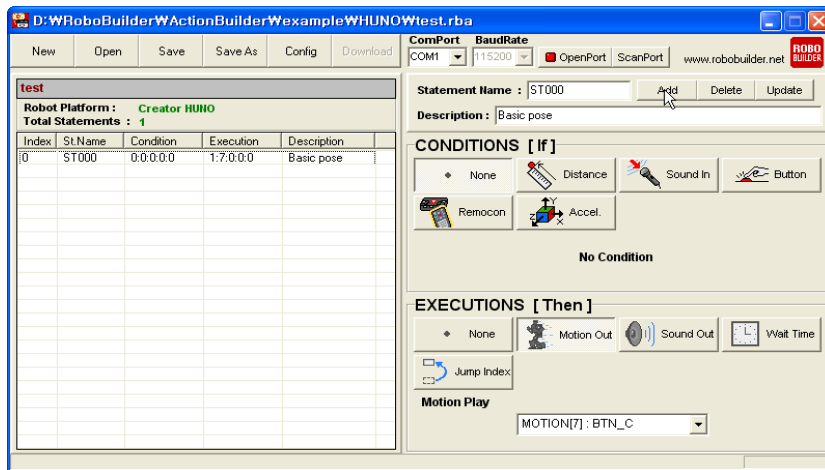 D:₩RoboBuilder₩ActionBuilder₩example₩HUNO₩test.rba
New Open Save Save As Config Download
ComPort BaudRate
COM1 115200 OpenPort ScanPort www.robobuilder.net ROBO BUILDER
test
Robot Platform : Creator HUNO
Total Statements : 1
Index St.Name Condition Execution Description
0 ST000 0:0:0:0:0 1:7:0:0:0 Basic pose
Statement Name : ST000 Add Delete Update
Description : Basic pose
CONDITIONS [ If ]
None Distance Sound In Button
Remocon Accel.
No Condition
EXECUTIONS [ Then ]
None Motion Out Sound Out Wait Time
Jump Index
Motion Play
MOTION[7] : BTN_C